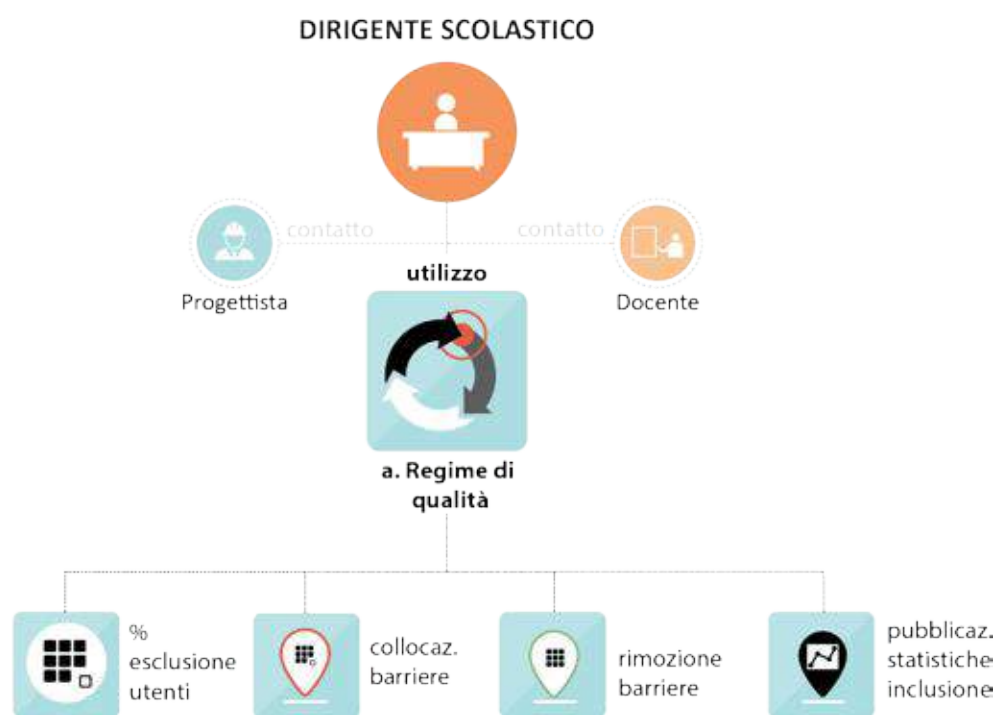 DIRIGENTE SCOLASTICO
contatto
contatto
Progettista
utilizzo
Docente
a. Regime di
qualità
%
esclusione
utenti
collocaz.
barriere
rimozione
barriere
pubblicaz.
statistiche
inclusione